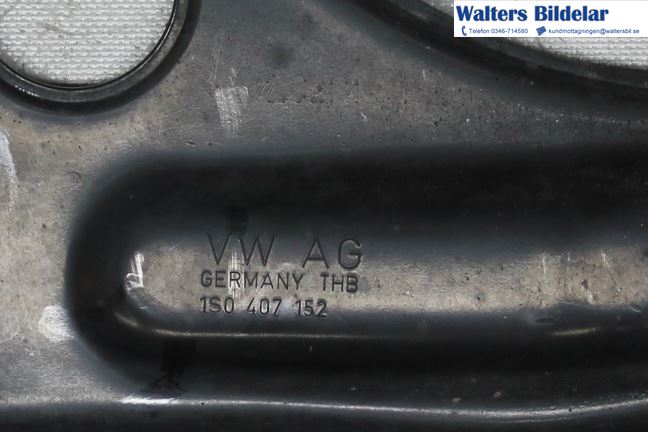 Walters Bildelar
Telefon 0346-714580 kundmottagningen@waltersbil.se
VW AG
GERMANY THB
1S0 407 152